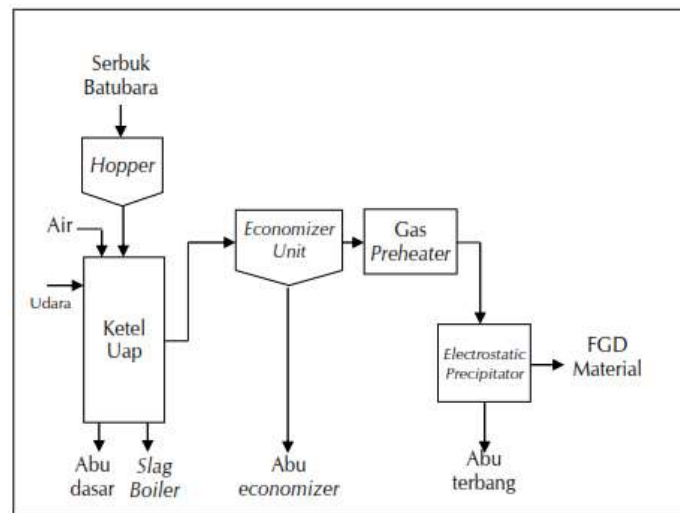 Serbuk
Batubara
Hopper
Air
Udara
Ketel
Uap
Economizer
Unit
Gas
Preheater
Electrostatic
Precipitator
FGD
Material
Abu
dasar
Slag
Boiler
Abu
economizer
Abu
terbang